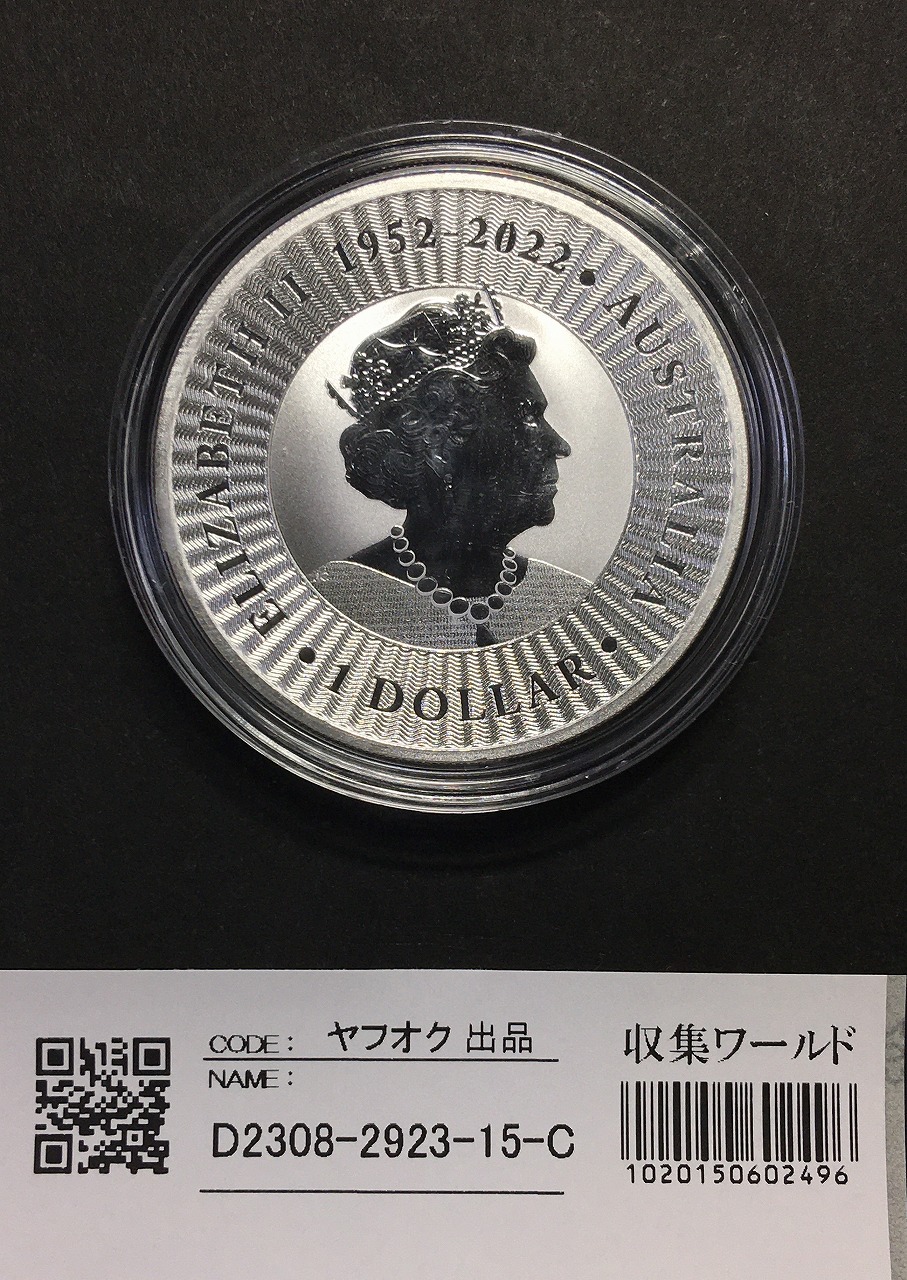 ELIZABETH II 1952-2022 • AUSTRALIA • 1 DOLLAR •
CODE: ヤフオク 出品
NAME:
D2308-2923-15-C
収集ワールド
1020150602496